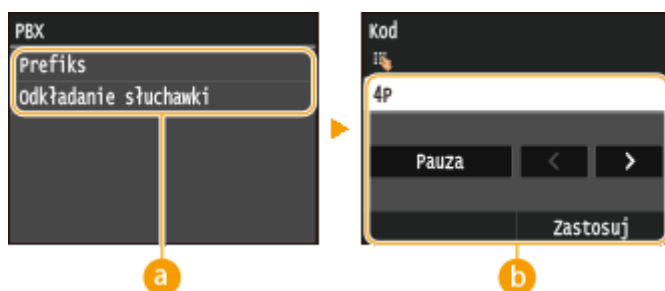 PBX
Prefiks
Odkładanie słuchawki
a
Kod
4P
Pauza
Zastosuj
b